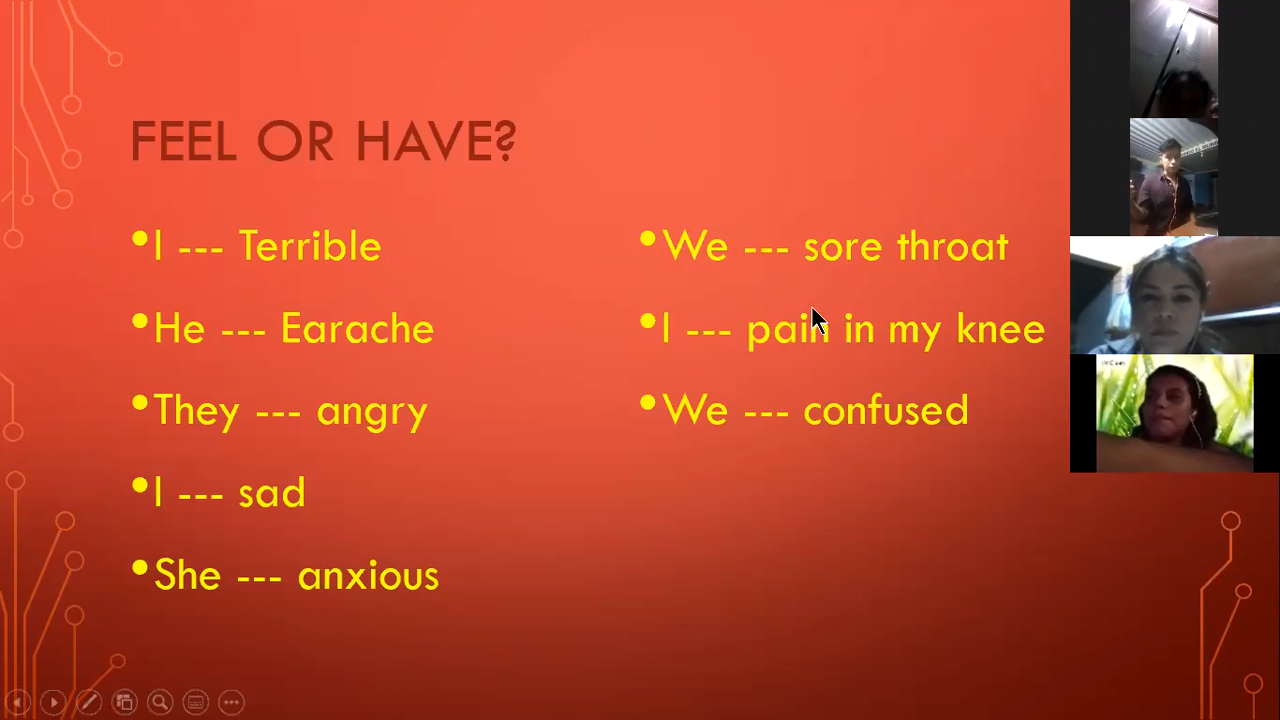 FEEL OR HAVE?
•I --- Terrible
•He --- Earache
•They --- angry
•I --- sad
•She --- anxious
•We --- sore throat
•I --- pain in my knee
•We --- confused